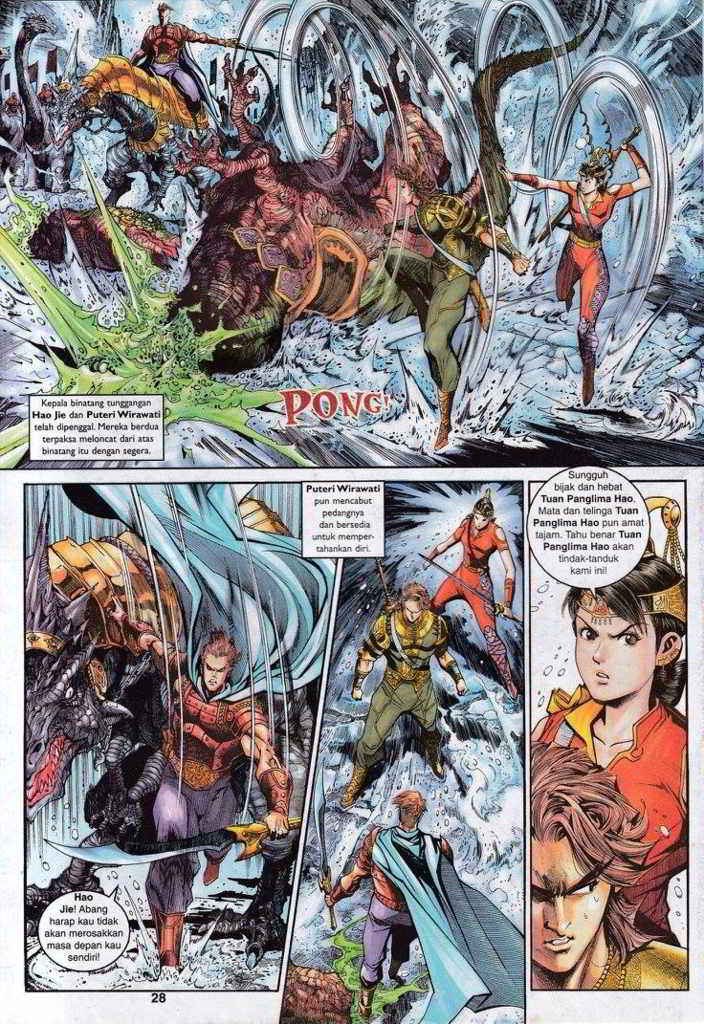 Kepala binatang tunggangan
Hao Jie dan Puteri Wirawati
telah dipenggal. Mereka berdua
terpaksa meloncat dari atas
binatang itu dengan segera.
PONG!
Hao
Jie! Abang
harap kau tidak
akan merosakkan
masa depan kau
sendiri!
Puteri Wirawati
pun mencabut
pedangnya
dan bersedia
untuk memper-
tahankan diri.
Sungguh
bijak dan hebat
Tuan Panglima Hao.
Mata dan telinga Tuan
Panglima Hao pun amat
tajam. Tahu benar Tuan
Panglima Hao akan
tindak-tanduk
kami ini!
28